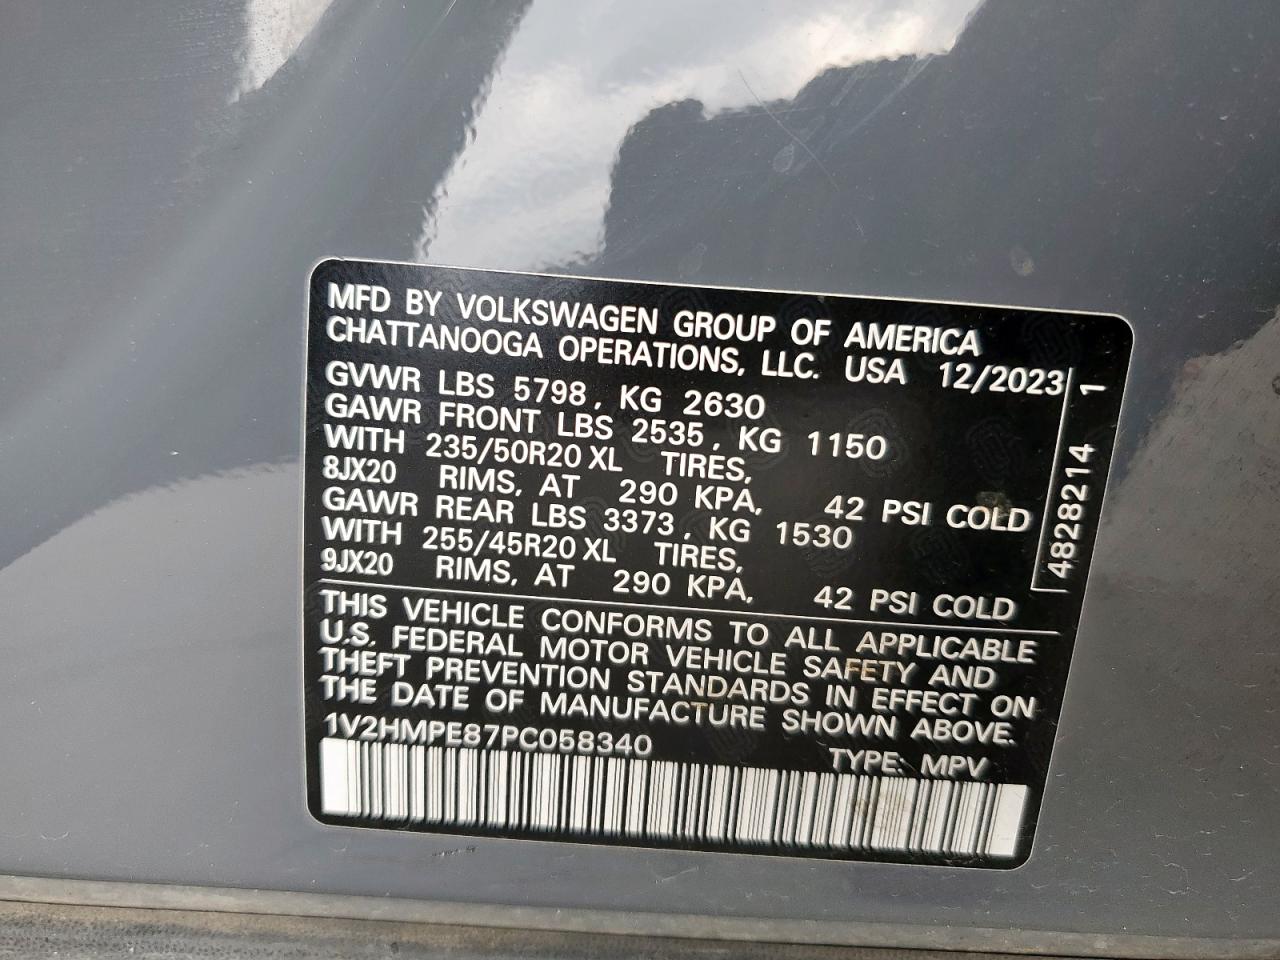 MFD BY VOLKSWAGEN GROUP OF AMERICA
CHATTANOOGA OPERATIONS, LLC. USA 12/2023
GVWR LBS 5798, KG 2630
GAWR FRONT LBS 2535, KG 1150
WITH 235/50R20 XL TIRES,
8JX20 RIMS, AT 290 KPA, 42 PSI COLD
GAWR REAR LBS 3373, KG 1530
WITH 255/45R20 XL TIRES,
9JX20 RIMS, AT 290 KPA, 42 PSI COLD
4828214 1
THIS VEHICLE CONFORMS TO ALL APPLICABLE
U.S. FEDERAL MOTOR VEHICLE SAFETY AND
THEFT PREVENTION STANDARDS IN EFFECT ON
THE DATE OF MANUFACTURE SHOWN ABOVE.
1V2HMPE87PC058340 TYPE: MPV